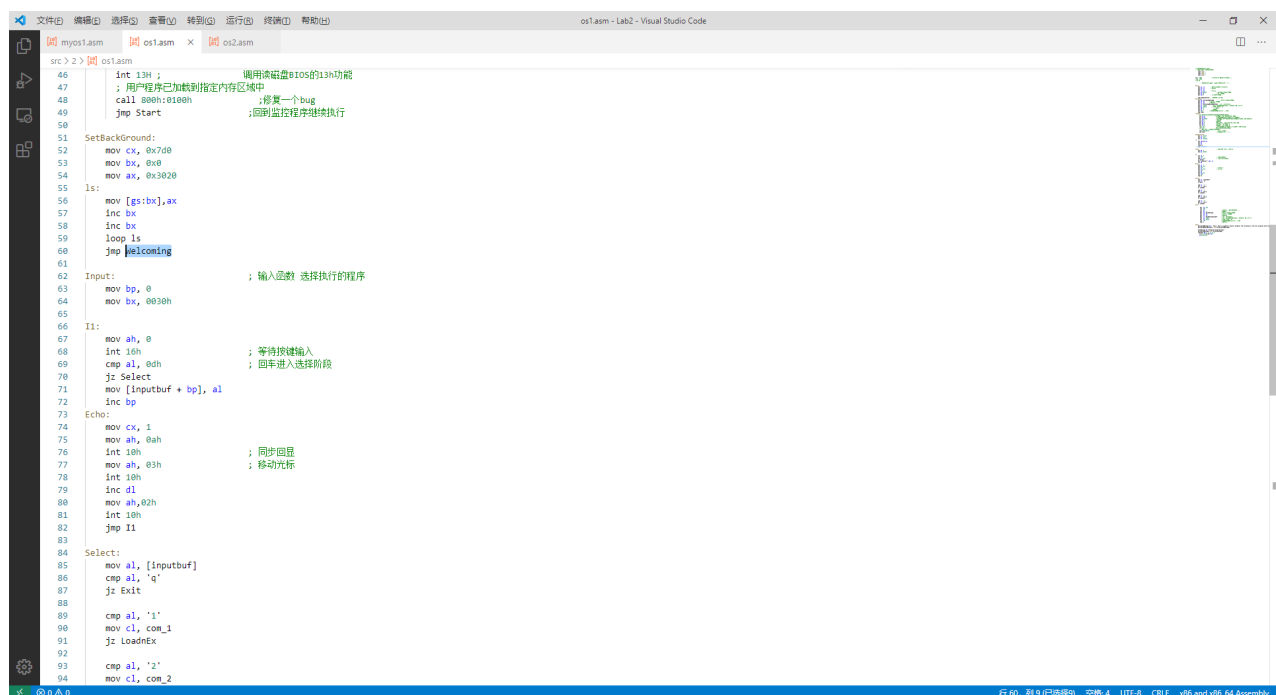 文件(F) 编辑(E) 选择(S) 查看(V) 转到(G) 运行(R) 终端(T) 帮助(H) os1.asm - Lab2 - Visual Studio Code
myos1.asm os1.asm os2.asm
src > 2 > os1.asm
46 int 13H ; 调用读磁盘BIOS的13h功能
47 ; 用户程序已加载到指定内存区域中
48 call 800h:0100h ;修复一个bug
49 jmp Start ;回到监控程序继续执行
50
51 SetBackGround:
52 mov cx, 0x7d0
53 mov bx, 0x0
54 mov ax, 0x3020
55 ls:
56 mov [gs:bx],ax
57 inc bx
58 inc bx
59 loop ls
60 jmp Welcoming
61
62 Input: ; 输入函数 选择执行的程序
63 mov bp, 0
64 mov bx, 0030h
65
66 I1:
67 mov ah, 0
68 int 16h ; 等待按键输入
69 cmp al, 0dh ; 回车进入选择阶段
70 jz Select
71 mov [inputbuf + bp], al
72 inc bp
73 Echo:
74 mov cx, 1
75 mov ah, 0ah
76 int 10h ; 同步回显
77 mov ah, 03h ; 移动光标
78 int 10h
79 inc dl
80 mov ah,02h
81 int 10h
82 jmp I1
83
84 Select:
85 mov al, [inputbuf]
86 cmp al, 'q'
87 jz Exit
88
89 cmp al, '1'
90 mov cl, com_1
91 jz LoadnEx
92
93 cmp al, '2'
94 mov cl, com_2
0 0 行 60, 列 9 (已选择9) 空格: 4 UTF-8 CRLF x86 and x86_64 Assembly